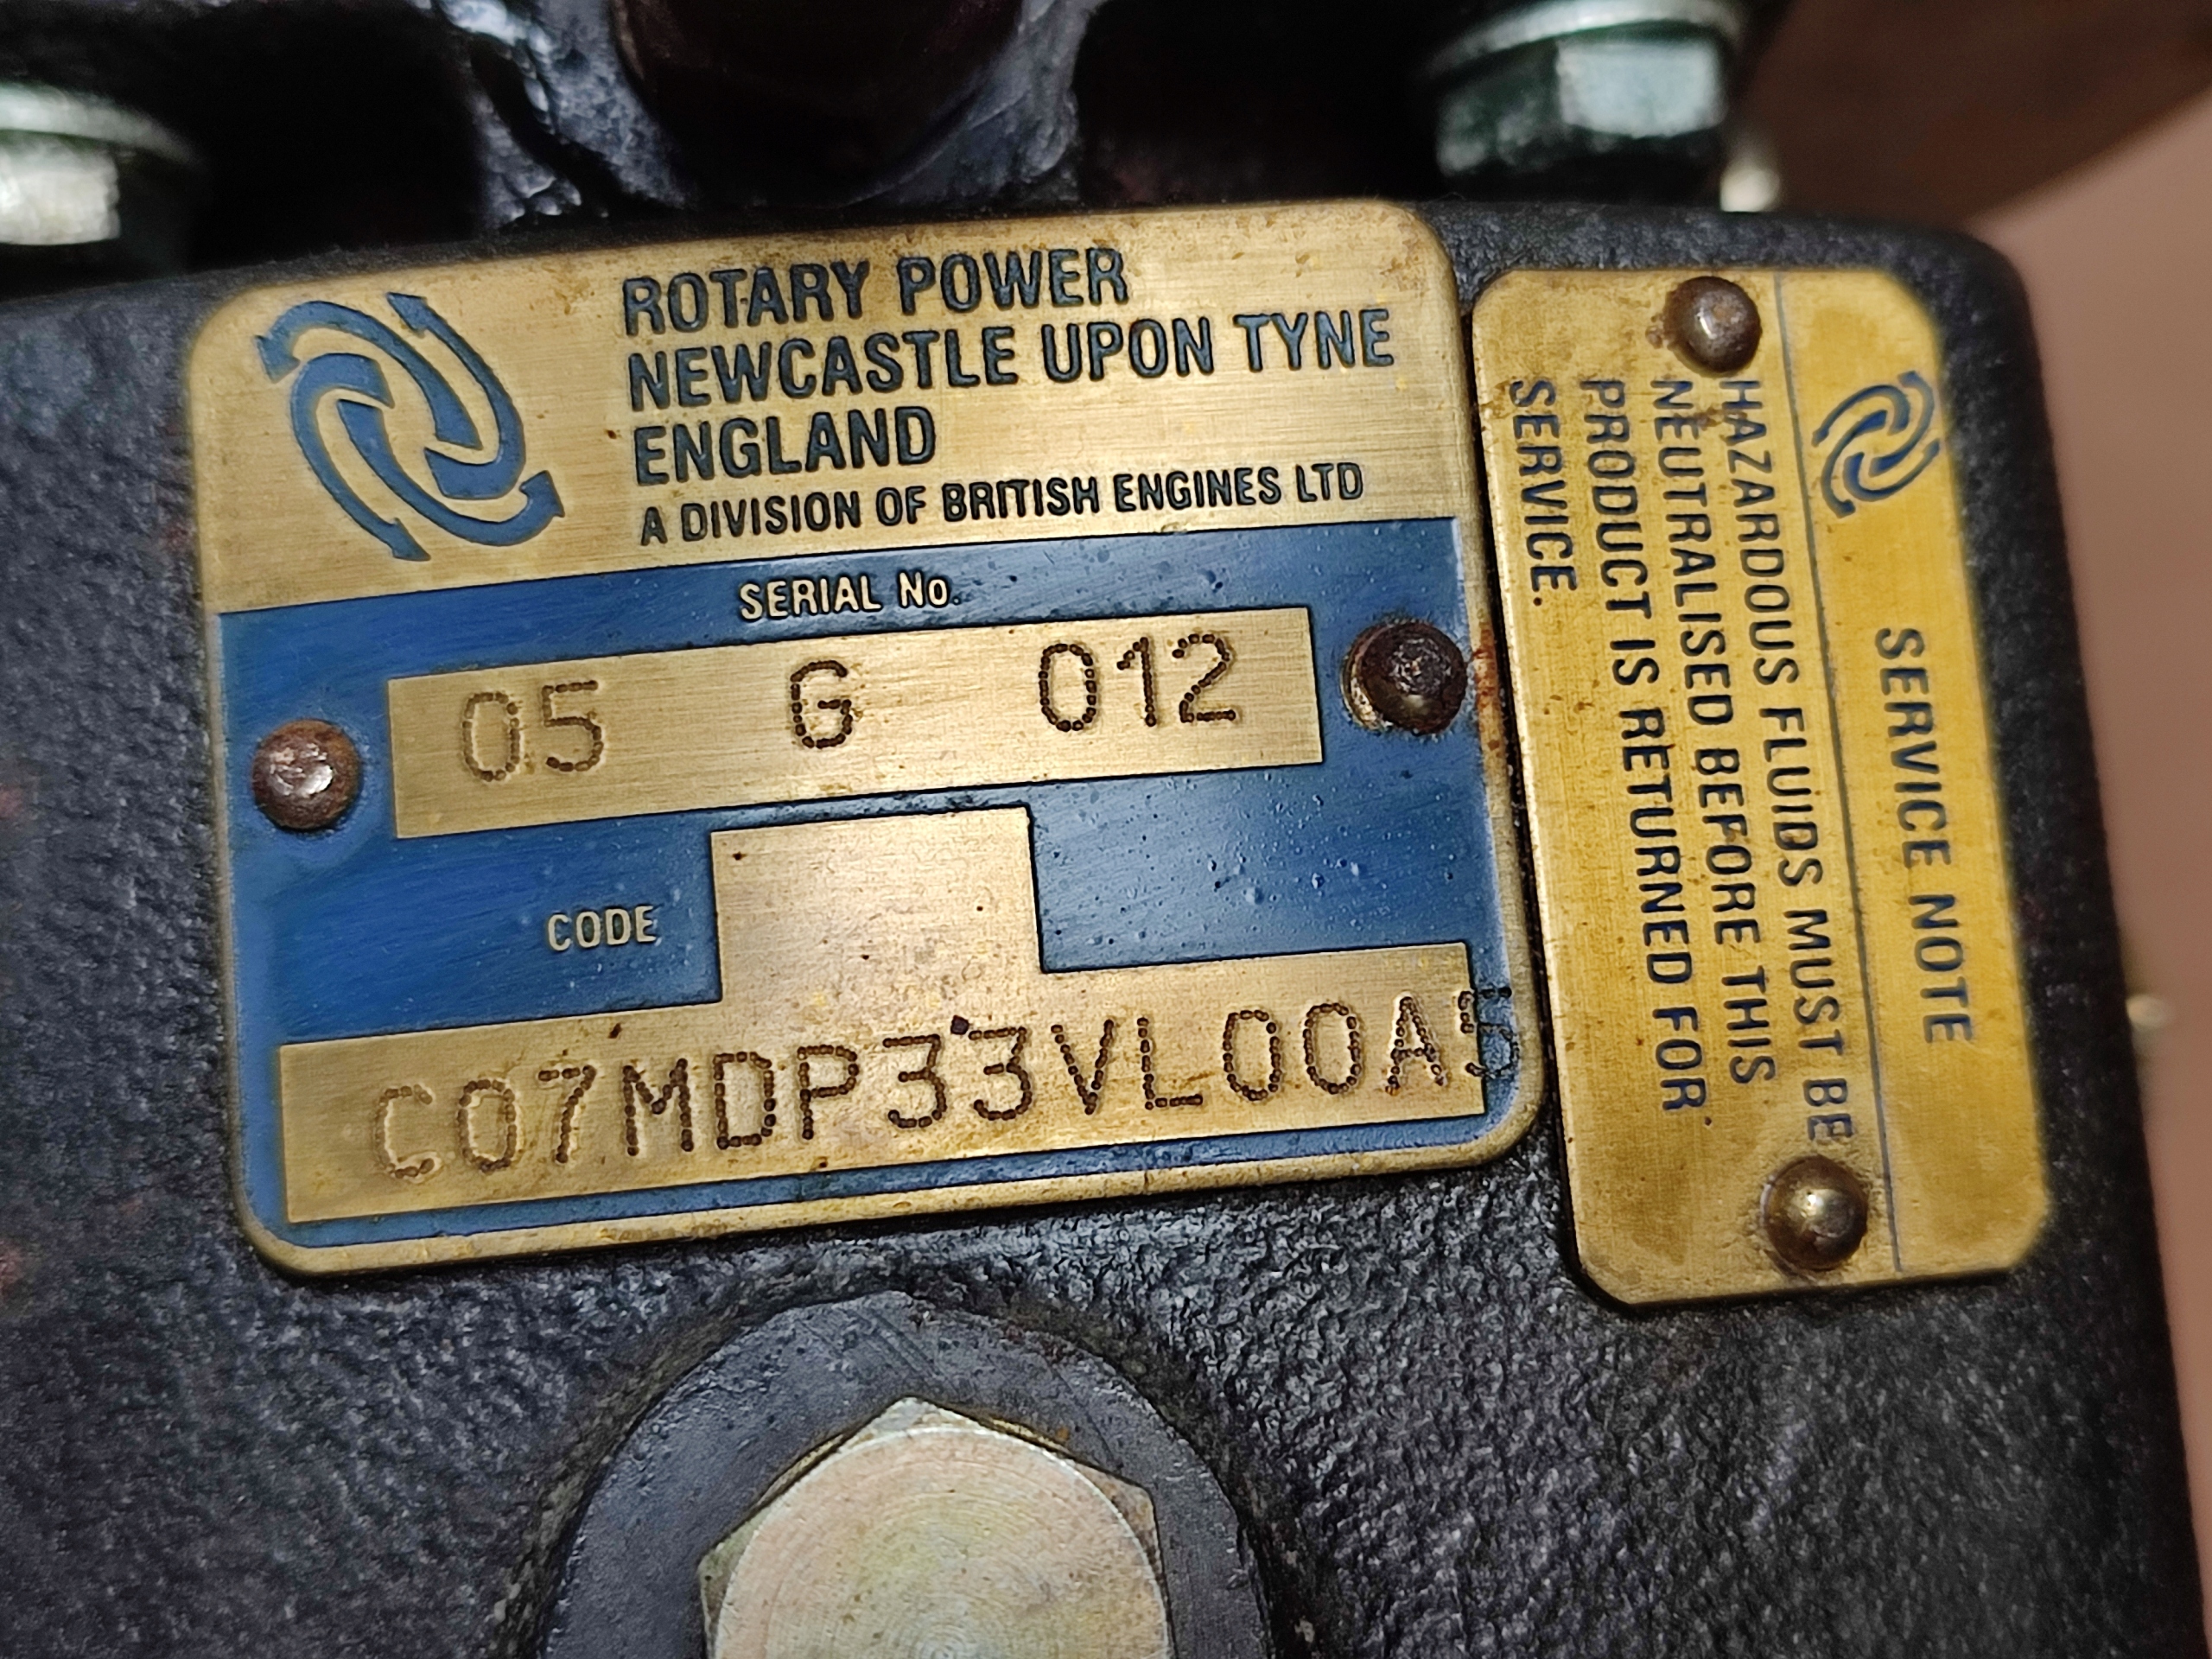 ROTARY POWER
NEWCASTLE UPON TYNE
ENGLAND
A DIVISION OF BRITISH ENGINES LTD
SERIAL No.
05 G 012
CODE
C07MDP33VL00A5
SERVICE NOTE
HAZARDOUS FLUIDS MUST BE
NEUTRALISED BEFORE THIS
PRODUCT IS RETURNED FOR
SERVICE.